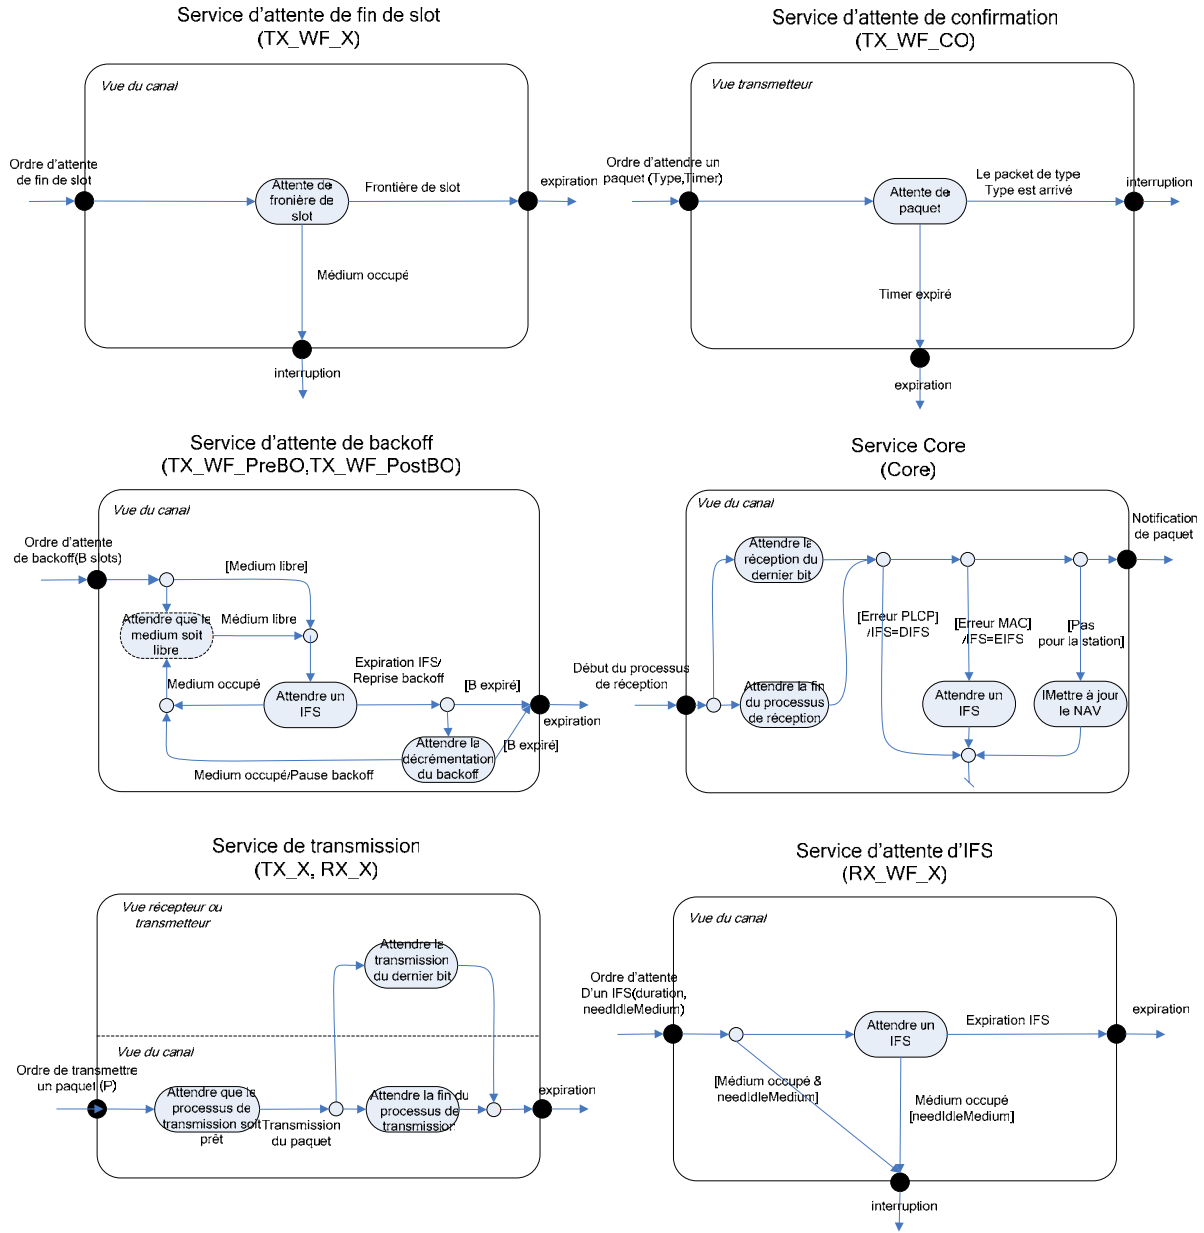 Service d'attente de fin de slot
(TX_WF_X)
Vue du canal
Ordre d'attente
de fin de slot
Attente de
fronière de
slot
Frontière de slot
expiration
Médium occupé
interruption
Service d'attente de confirmation
(TX_WF_CO)
Vue transmetteur
Ordre d'attendre un
paquet (Type,Timer)
Attente de
paquet
Le packet de type
Type est arrivé
interruption
Timer expiré
expiration
Service d'attente de backoff
(TX_WF_PreBO,TX_WF_PostBO)
Vue du canal
Ordre d'attente
de backoff(B slots)
[Medium libre]
Attendre que le
medium soit
libre
Médium libre
Medium occupé
Attendre un
IFS
Expiration IFS/
Reprise backoff
[B expiré]
expiration
Attendre la
décrémentation
du backoff
[B expiré]
Medium occupé/Pause backoff
Service Core
(Core)
Vue du canal
Notification
de paquet
Attendre la
réception du
dernier bit
[Erreur PLCP]
/IFS=DIFS
[Erreur MAC]
/IFS=EIFS
[Pas
pour la station]
Début du processus
de réception
Attendre la fin
du processus
de réception
Attendre un
IFS
lMettre à jour
le NAV
Service de transmission
(TX_X, RX_X)
Vue récepteur ou
transmetteur
Attendre la
transmission
du dernier bit
Vue du canal
Ordre de transmettre
un paquet (P)
Attendre que le
processus de
transmission soit
prêt
Transmission
du paquet
Attendre la fin du
processus de
transmission
expiration
Service d'attente d'IFS
(RX_WF_X)
Vue du canal
Ordre d'attente
D'un IFS(duration,
needIdleMedium)
Attendre un
IFS
Expiration IFS
expiration
[Médium occupé &
needIdleMedium]
Médium occupé
[needIdleMedium]
interruption